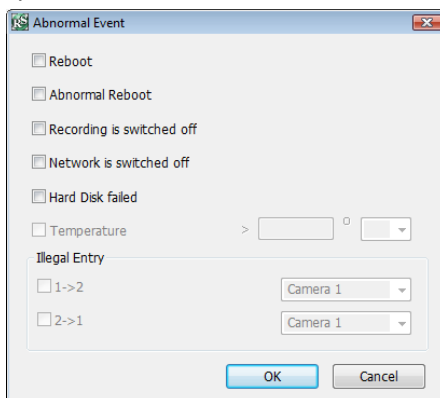 Abnormal Event
Reboot
Abnormal Reboot
Recording is switched off
Network is switched off
Hard Disk failed
Temperature > o
Illegal Entry
1->2 Camera 1
2->1 Camera 1
OK Cancel